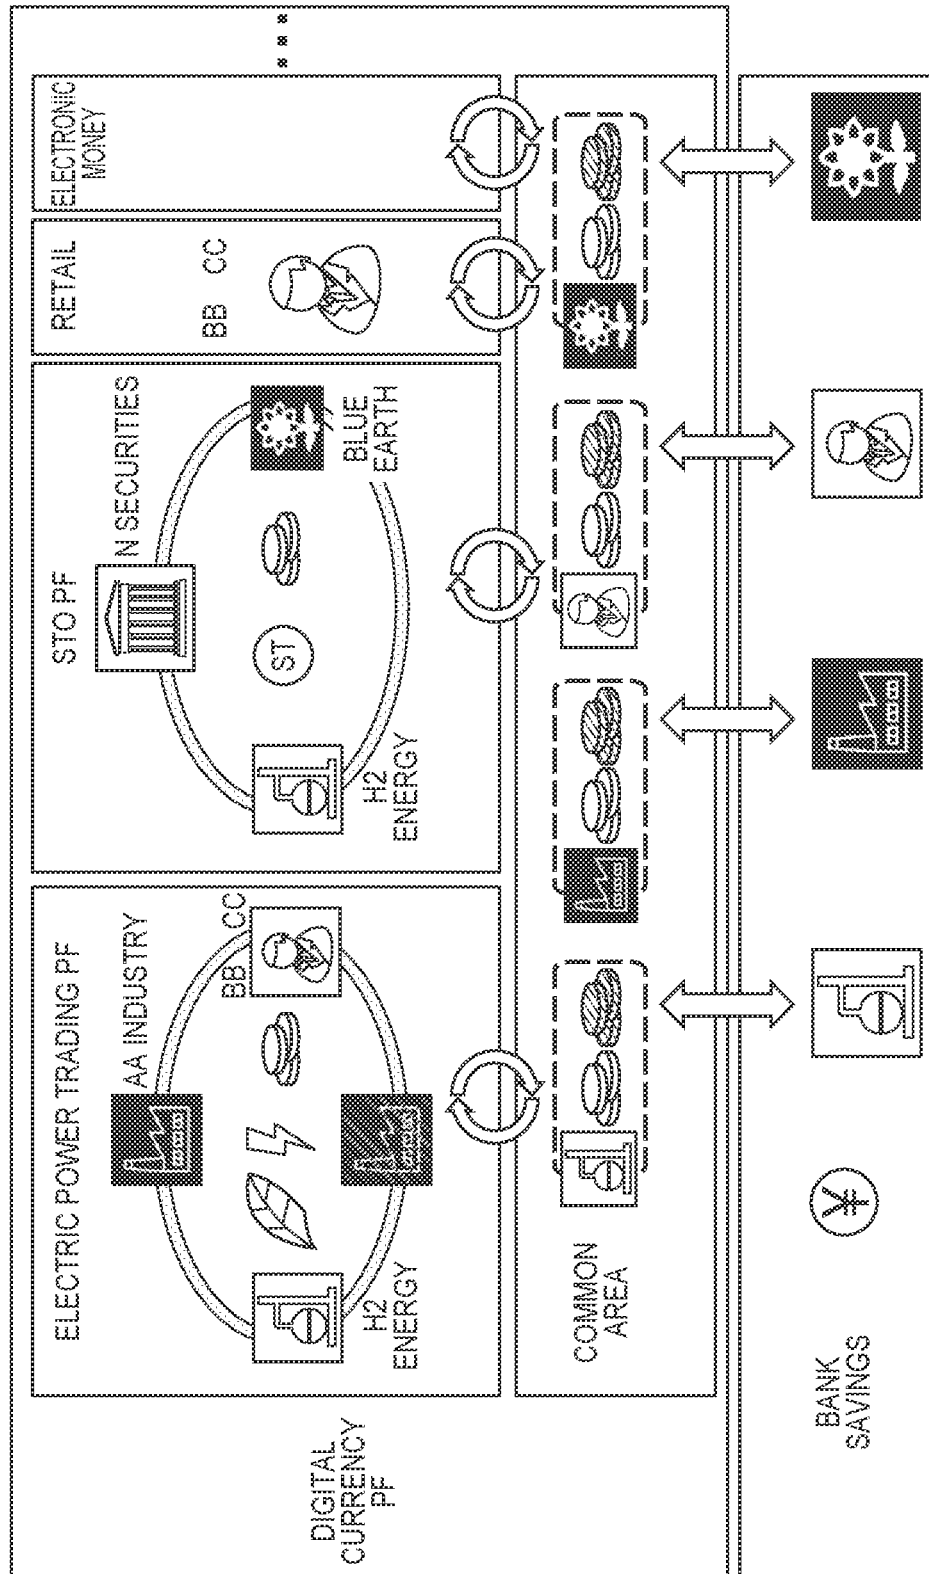 ELECTRIC POWER TRADING PF
AA INDUSTRY
BB CC
H2
ENERGY
STO PF
N SECURITIES
ST
H2
ENERGY
BLUE
EARTH
RETAIL
BB CC
ELECTRONIC
MONEY
DIGITAL
CURRENCY
PF
COMMON
AREA
BANK
SAVINGS
¥